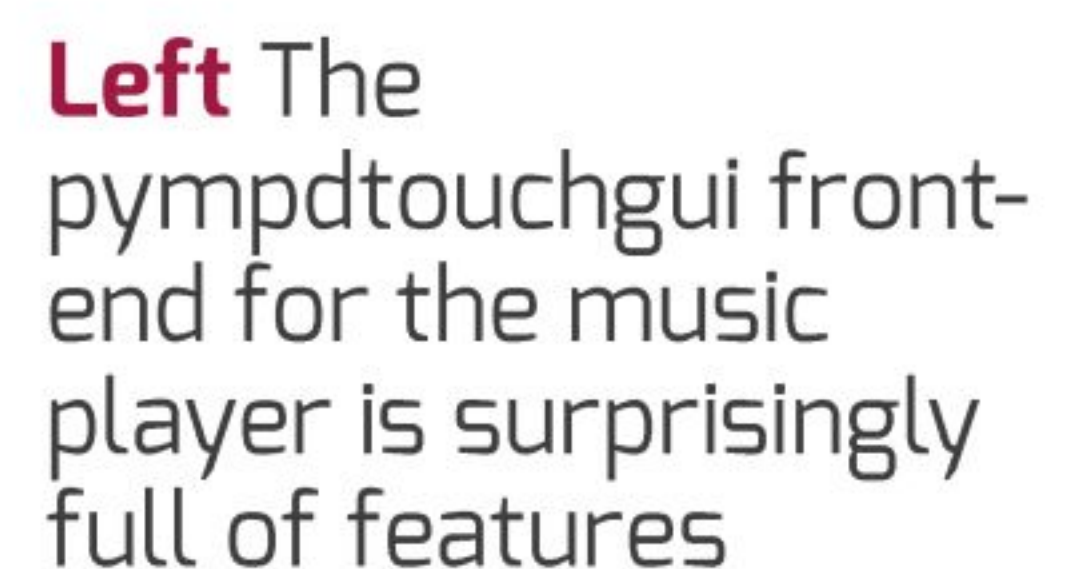 Left The
pympdtouchgui front-
end for the music
player is surprisingly
full of features